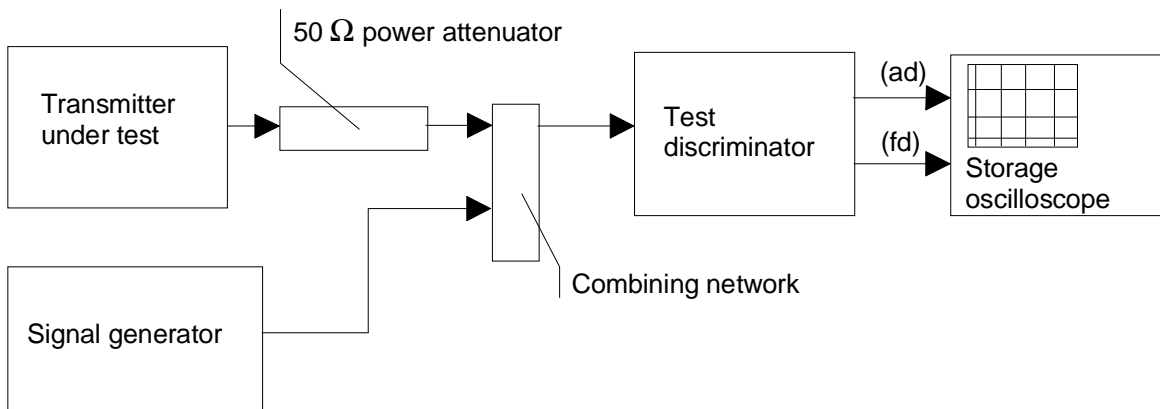 50 Ω power attenuator
Transmitter
under test
Test
discriminator
(ad)
(fd)
Storage
oscilloscope
Combining network
Signal generator